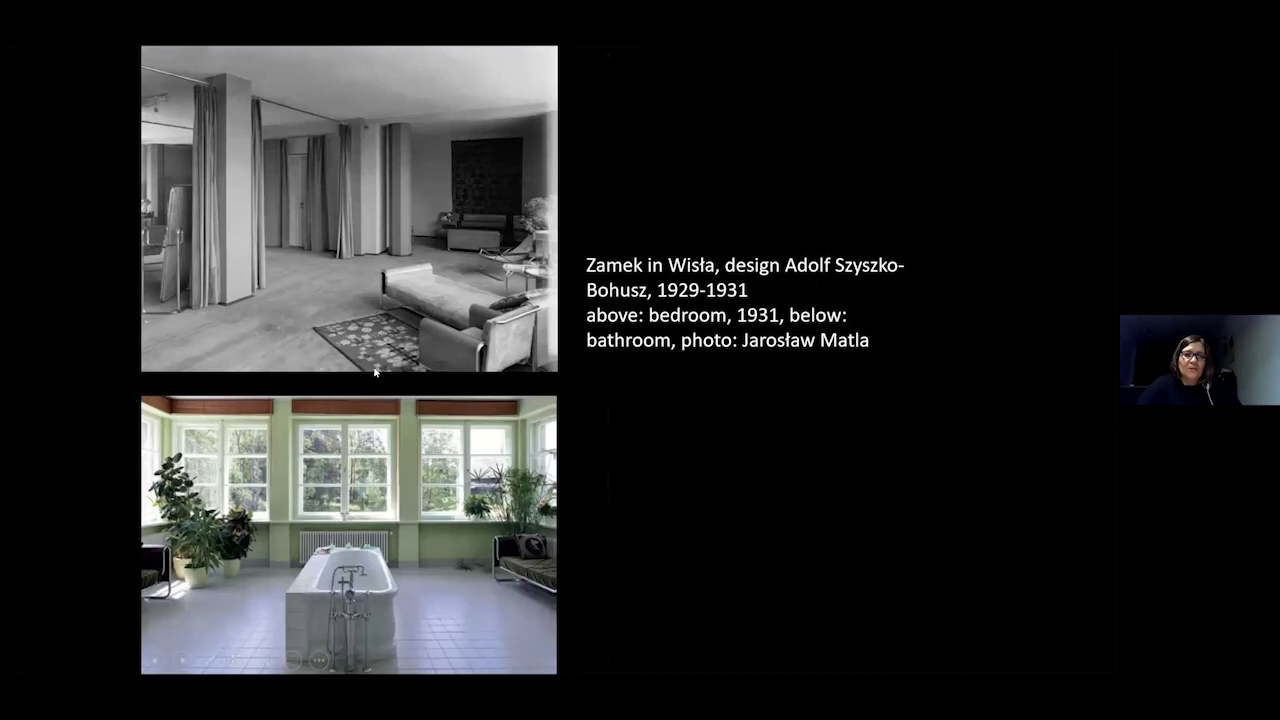 Zamek in Wisła, design Adolf Szyszko-
Bohusz, 1929-1931
above: bedroom, 1931, below:
bathroom, photo: Jarosław Matla